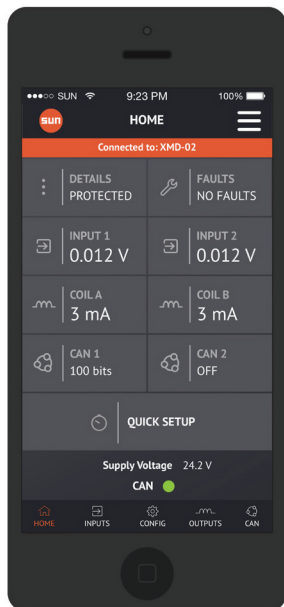 ●●●○○ SUN 9:23 PM 100%
sun HOME
Connected to: XMD-02
DETAILS
PROTECTED
FAULTS
NO FAULTS
INPUT 1
0.012 V
INPUT 2
0.012 V
COIL A
3 mA
COIL B
3 mA
CAN 1
100 bits
CAN 2
OFF
QUICK SETUP
Supply Voltage 24.2 V
CAN
HOME INPUTS CONFIG OUTPUTS CAN